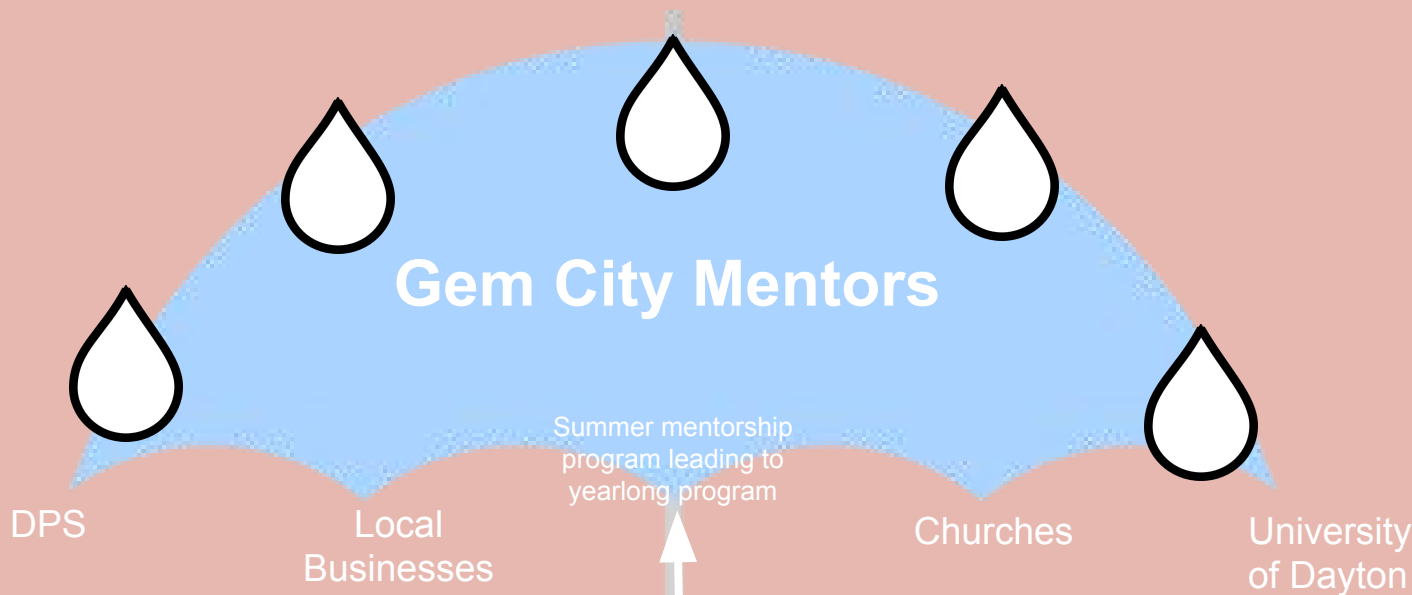 Gem City Mentors
Summer mentorship
program leading to
yearlong program
DPS
Local
Businesses
Churches
University
of Dayton